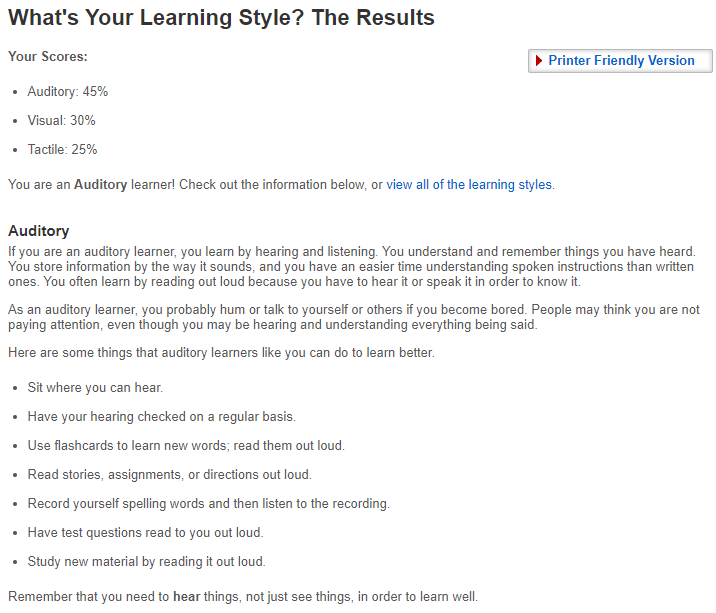 What's Your Learning Style? The Results
Your Scores:
Printer Friendly Version
• Auditory: 45%
• Visual: 30%
• Tactile: 25%
You are an Auditory learner! Check out the information below, or view all of the learning styles.
Auditory
If you are an auditory learner, you learn by hearing and listening. You understand and remember things you have heard.
You store information by the way it sounds, and you have an easier time understanding spoken instructions than written
ones. You often learn by reading out loud because you have to hear it or speak it in order to know it.
As an auditory learner, you probably hum or talk to yourself or others if you become bored. People may think you are not
paying attention, even though you may be hearing and understanding everything being said.
Here are some things that auditory learners like you can do to learn better.
• Sit where you can hear.
• Have your hearing checked on a regular basis.
• Use flashcards to learn new words; read them out loud.
• Read stories, assignments, or directions out loud.
• Record yourself spelling words and then listen to the recording.
• Have test questions read to you out loud.
• Study new material by reading it out loud.
Remember that you need to hear things, not just see things, in order to learn well.